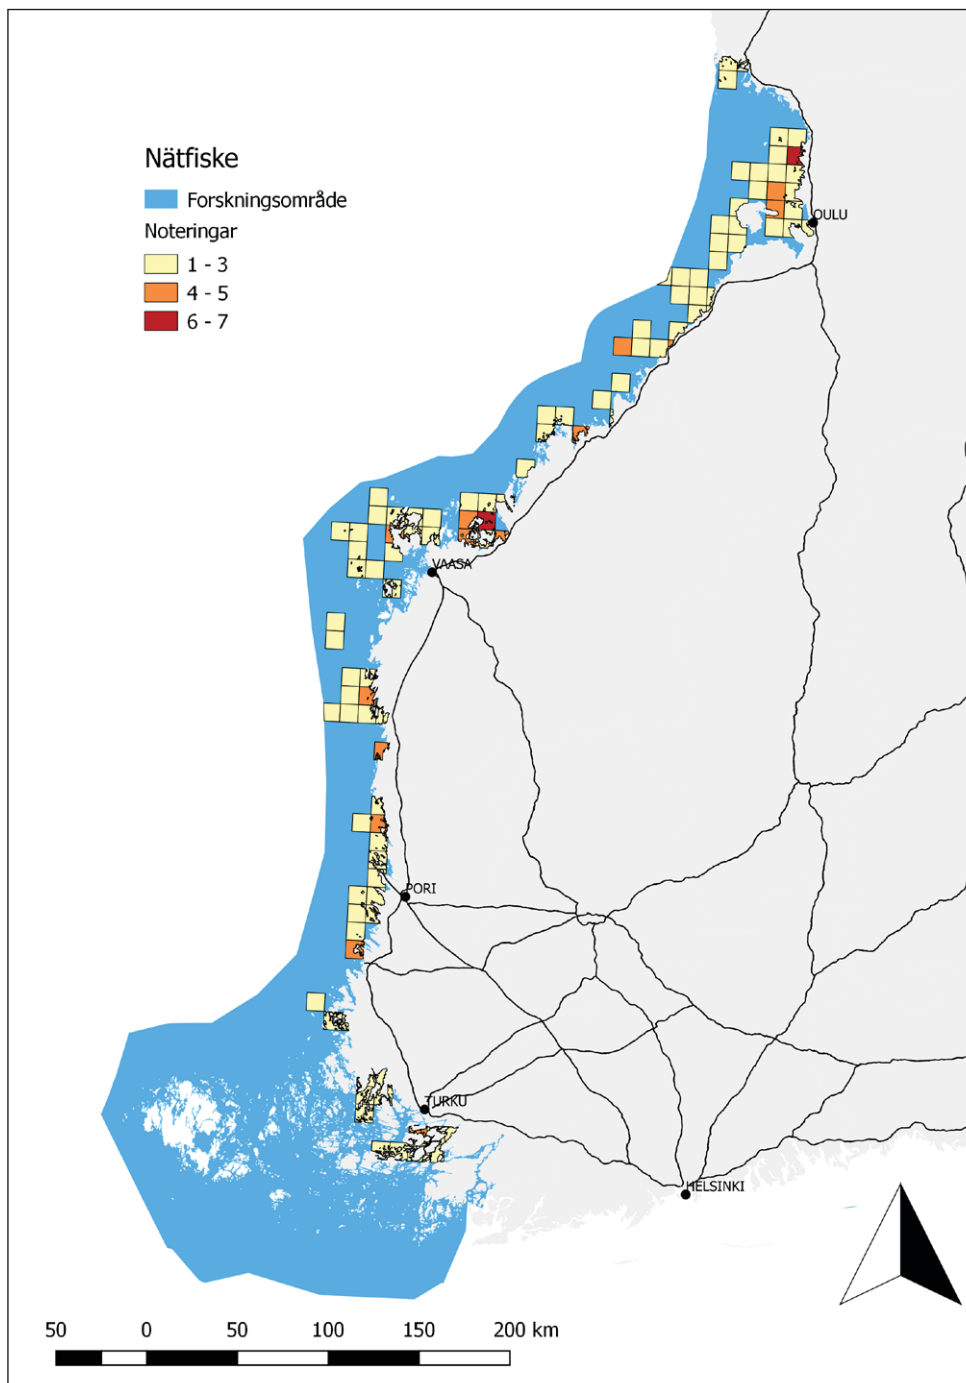 Nätfiske
Forskningsområde
Noteringar
1 - 3
4 - 5
6 - 7
OULU
VAASA
PORI
TURKU
HELSINKI
50 0 50 100 150 200 km